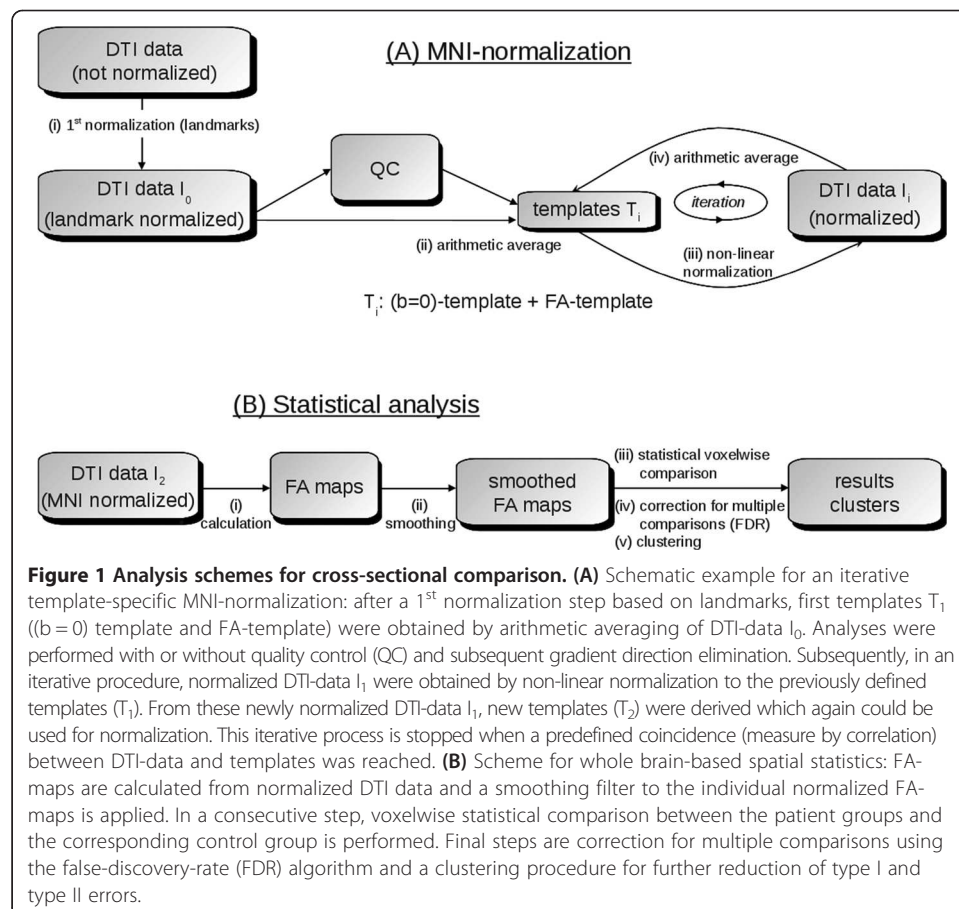 DTI data
(not normalized)
(A) MNI-normalization
(i) 1st normalization (landmarks)
DTI data I0
(landmark normalized)
QC
(iv) arithmetic average
templates Ti
iteration
DTI data Ii
(normalized)
(ii) arithmetic average
(iii) non-linear
normalization
Ti: (b=0)-template + FA-template
(B) Statistical analysis
DTI data I2
(MNI normalized)
(i)
calculation
FA maps
(ii)
smoothing
smoothed
FA maps
(iii) statistical voxelwise
comparison
(iv) correction for multiple
comparisons (FDR)
(v) clustering
results
clusters
Figure 1 Analysis schemes for cross-sectional comparison. (A) Schematic example for an iterative
template-specific MNI-normalization: after a 1st normalization step based on landmarks, first templates T1
((b = 0) template and FA-template) were obtained by arithmetic averaging of DTI-data I0. Analyses were
performed with or without quality control (QC) and subsequent gradient direction elimination. Subsequently, in an
iterative procedure, normalized DTI-data I1 were obtained by non-linear normalization to the previously defined
templates (T1). From these newly normalized DTI-data I1, new templates (T2) were derived which again could be
used for normalization. This iterative process is stopped when a predefined coincidence (measure by correlation)
between DTI-data and templates was reached. (B) Scheme for whole brain-based spatial statistics: FA-
maps are calculated from normalized DTI data and a smoothing filter to the individual normalized FA-
maps is applied. In a consecutive step, voxelwise statistical comparison between the patient groups and
the corresponding control group is performed. Final steps are correction for multiple comparisons using
the false-discovery-rate (FDR) algorithm and a clustering procedure for further reduction of type I and
type II errors.